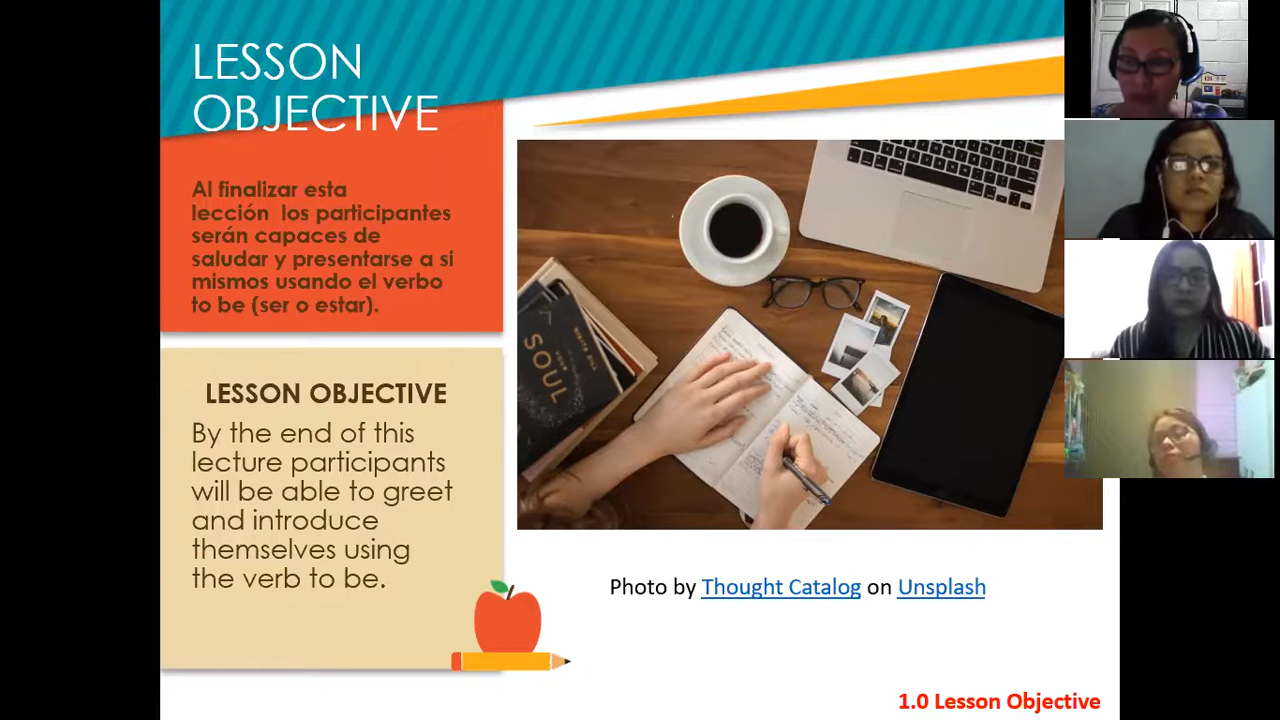 LESSON
OBJECTIVE
Al finalizar esta
lección los participantes
serán capaces de
saludar y presentarse a si
mismos usando el verbo
to be (ser o estar).
LESSON OBJECTIVE
By the end of this
lecture participants
will be able to greet
and introduce
themselves using
the verb to be.
SOUL
Photo by Thought Catalog on Unsplash
1.0 Lesson Objective